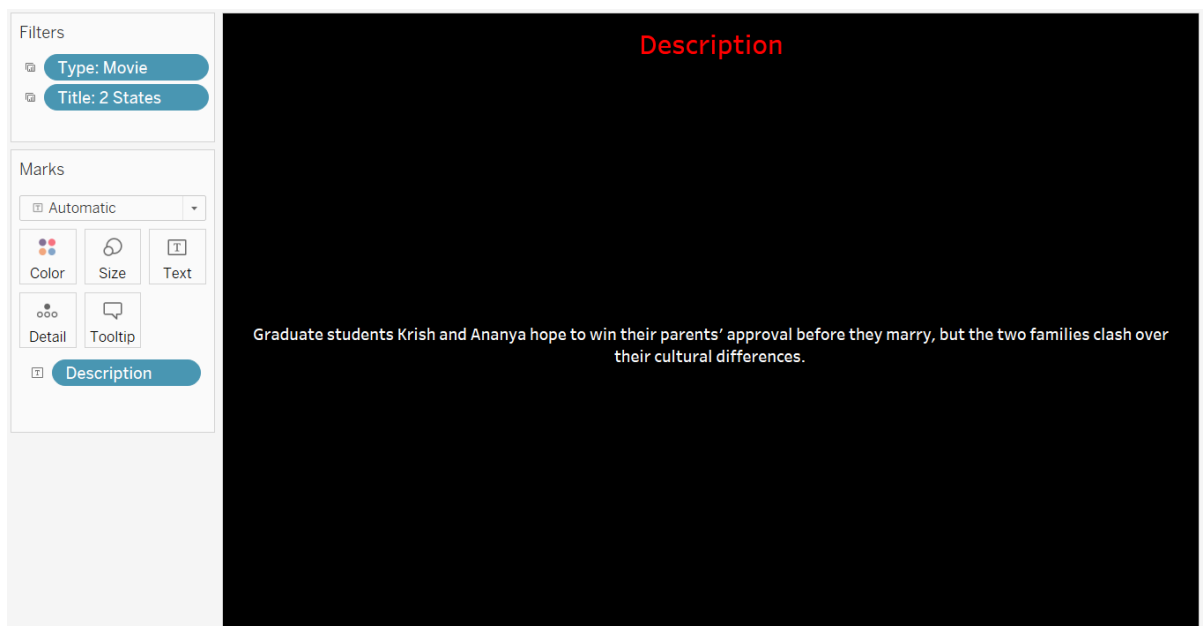 Filters
Type: Movie
Title: 2 States
Marks
Automatic
Color Size Text
Detail Tooltip
Description
Description
Graduate students Krish and Ananya hope to win their parents’ approval before they marry, but the two families clash over
their cultural differences.